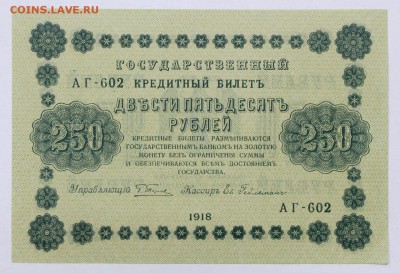 COINS.LAVE.RU
ГОСУДАРСТВЕННЫЙ
АГ-602 КРЕДИТНЫЙ БИЛЕТЪ
ДВѢСТИ ПЯТЬДЕСЯТЪ
РУБЛЕЙ
250 250
КРЕДИТНЫЕ БИЛЕТЫ РАЗМѢНИВАЮТСЯ
ГОСУДАРСТВЕННЫМЪ БАНКОМЪ НА ЗОЛОТУЮ
МОНЕТУ БЕЗЪ ОГРАНИЧЕНІЯ СУММЫ
И ОБЕЗПЕЧИВАЮТСЯ ВСѢМЪ ДОСТОЯНІЕМЪ
ГОСУДАРСТВА.
Управляющій Кассиръ
АГ-602
1918